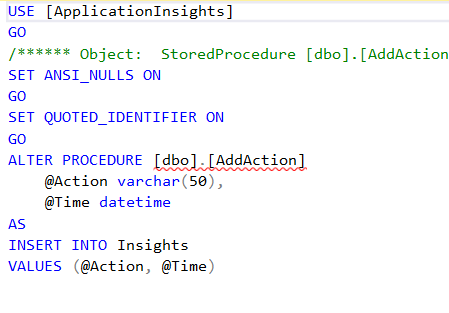 USE [ApplicationInsights]
GO
/****** Object:  StoredProcedure [dbo].[AddAction
SET ANSI_NULLS ON
GO
SET QUOTED_IDENTIFIER ON
GO
ALTER PROCEDURE [dbo].[AddAction]
    @Action varchar(50),
    @Time datetime
AS
INSERT INTO Insights
VALUES (@Action, @Time)